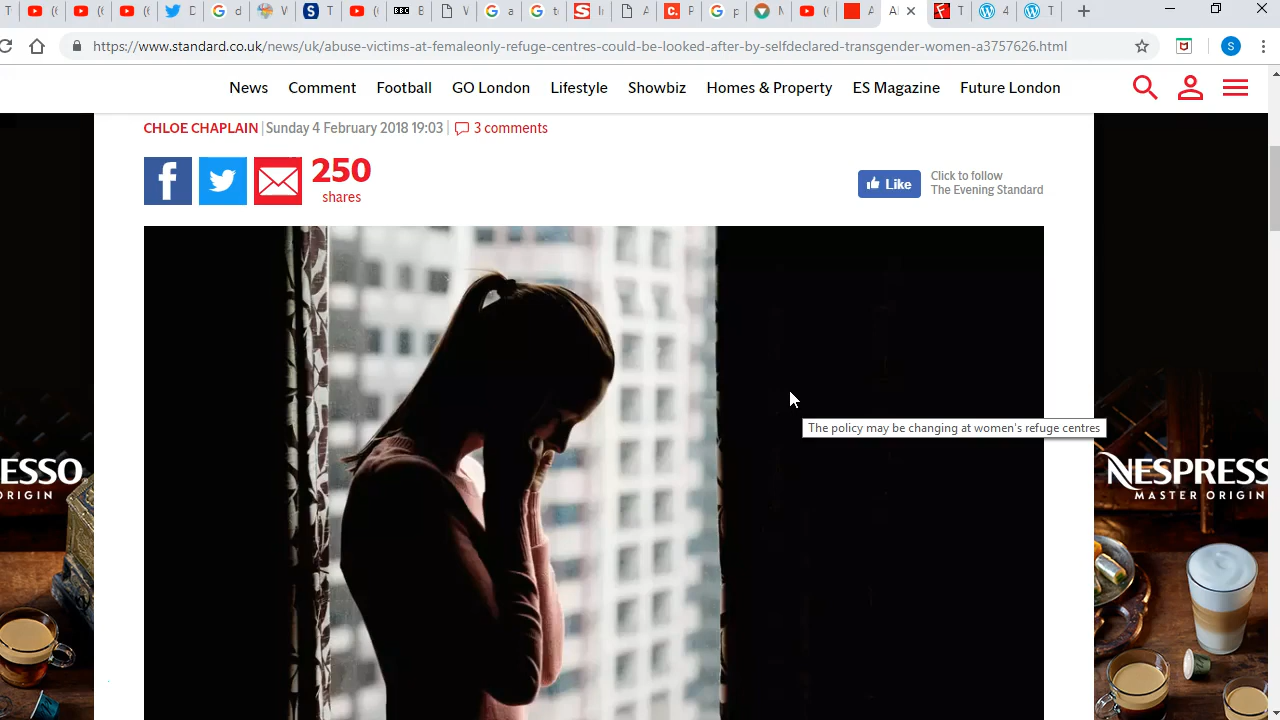 https://www.standard.co.uk/news/uk/abuse-victims-at-femaleonly-refuge-centres-could-be-looked-after-by-selfdeclared-transgender-women-a3757626.html
News Comment Football GO London Lifestyle Showbiz Homes & Property ES Magazine Future London
CHLOE CHAPLAIN | Sunday 4 February 2018 19:03 | 3 comments
250
shares
Like
Click to follow
The Evening Standard
The policy may be changing at women's refuge centres
ESSO
ORIGIN
NESPRESS
MASTER ORIGIN